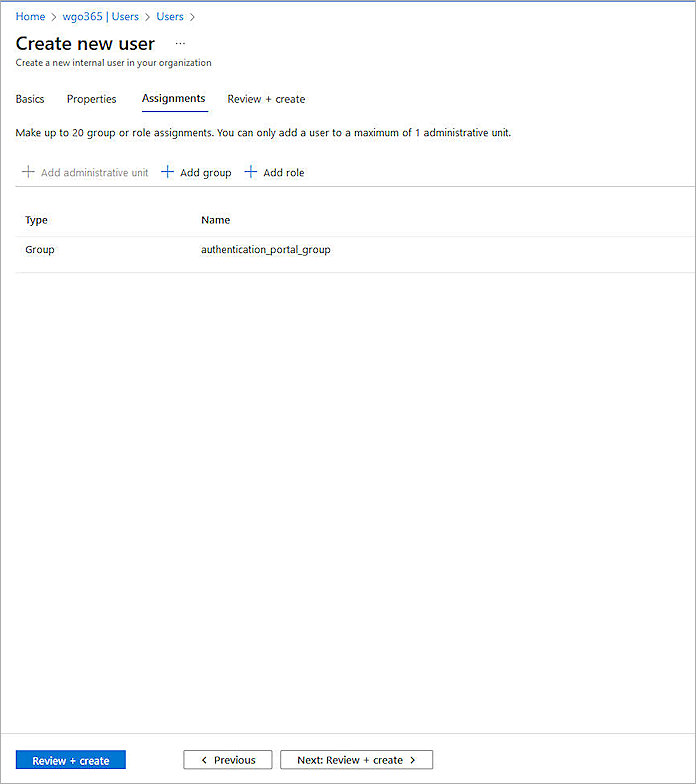 Home > wgo365 | Users > Users >
Create new user ...
Create a new internal user in your organization
Basics Properties Assignments Review + create
Make up to 20 group or role assignments. You can only add a user to a maximum of 1 administrative unit.
+ Add administrative unit + Add group + Add role
Type Name
Group authentication_portal_group
Review + create < Previous Next: Review + create >